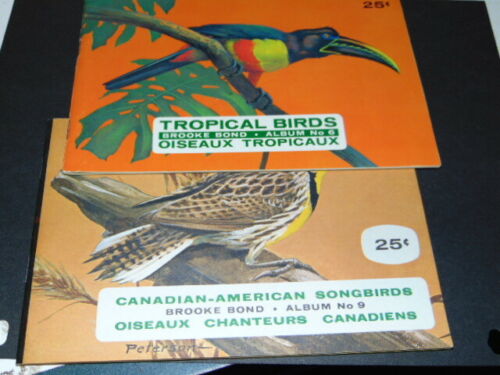 25¢
TROPICAL BIRDS
BROOKE BOND • ALBUM No 6
OISEAUX TROPICAUX
25¢
CANADIAN-AMERICAN SONGBIRDS
BROOKE BOND • ALBUM No 9
OISEAUX CHANTEURS CANADIENS
Peterson